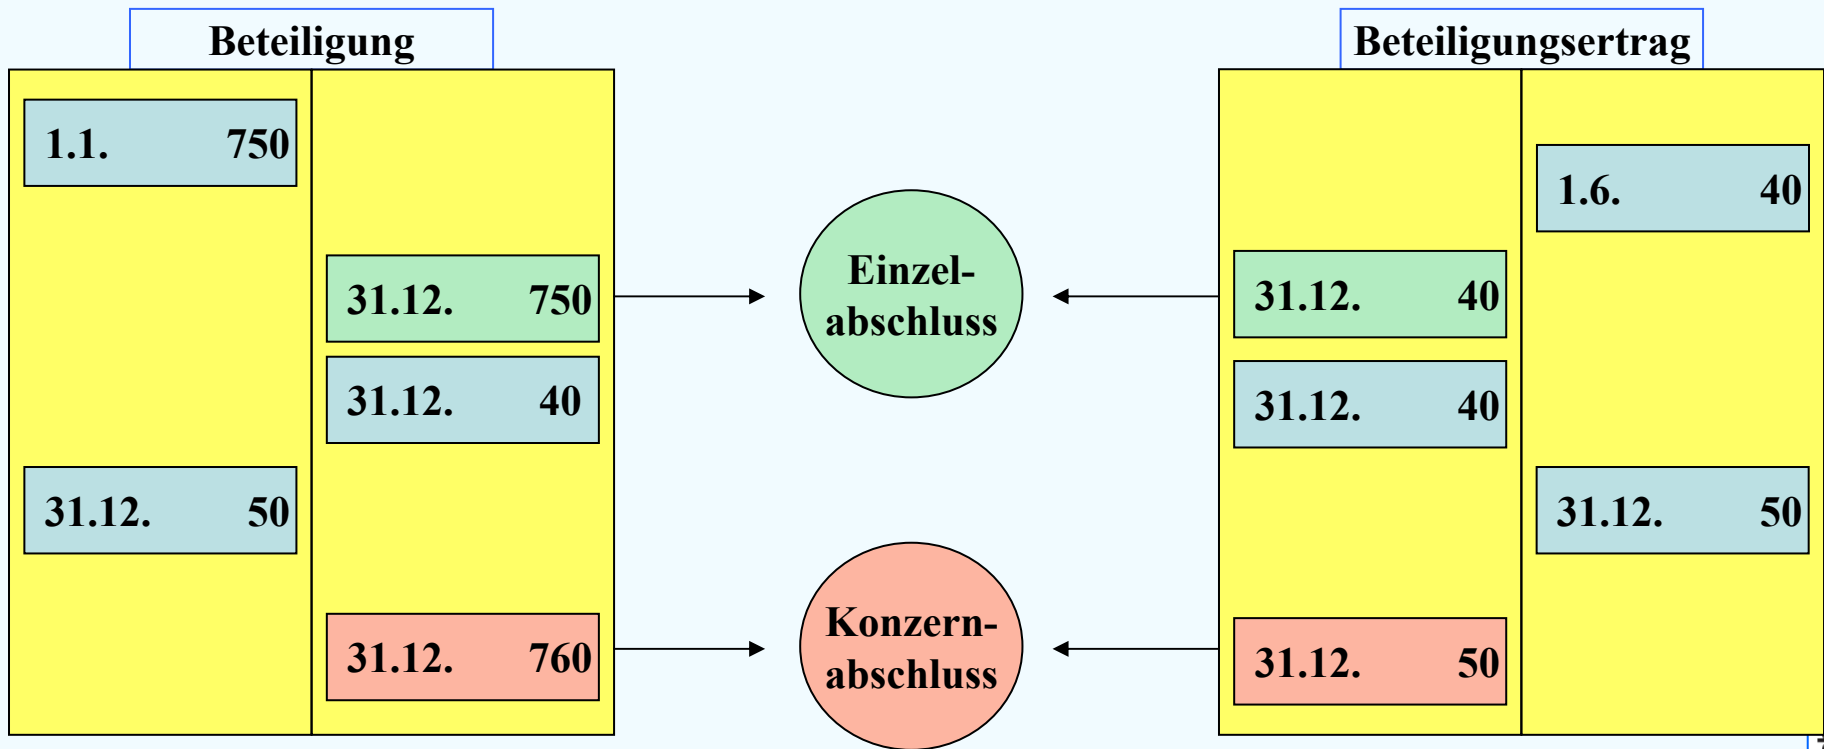 Beteiligung
1.1. 750
31.12. 750
31.12. 40
31.12. 50
31.12. 760
Einzel-
abschluss
Konzern-
abschluss
Beteiligungsertrag
1.6. 40
31.12. 40
31.12. 40
31.12. 50
31.12. 50